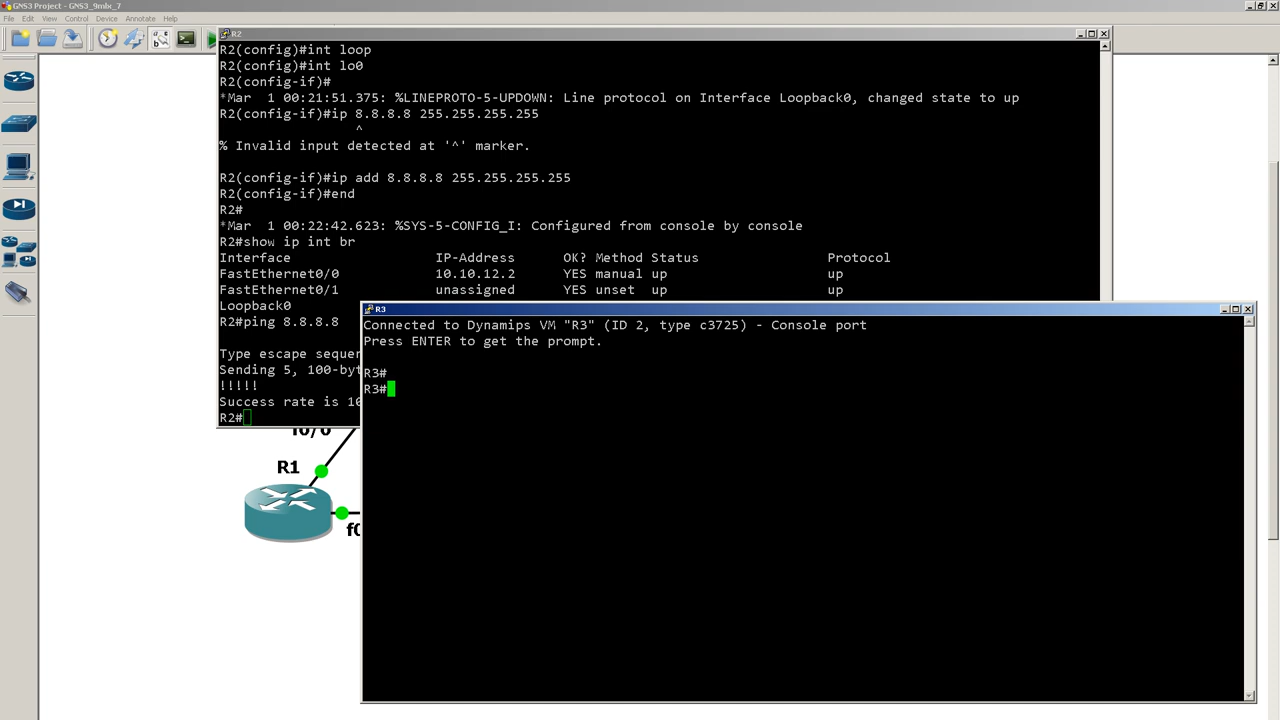 GNS3 Project - GNS3_9mlx_7
File Edit View Control Device Annotate Help
R2
R2(config)#int loop
R2(config)#int lo0
R2(config-if)#
*Mar  1 00:21:51.375: %LINEPROTO-5-UPDOWN: Line protocol on Interface Loopback0, changed state to up
R2(config-if)#ip 8.8.8.8 255.255.255.255
^
% Invalid input detected at '^' marker.
R2(config-if)#ip add 8.8.8.8 255.255.255.255
R2(config-if)#end
R2#
*Mar  1 00:22:42.623: %SYS-5-CONFIG_I: Configured from console by console
R2#show ip int br
Interface IP-Address OK? Method Status Protocol
FastEthernet0/0 10.10.12.2 YES manual up up
FastEthernet0/1 unassigned YES unset up up
Loopback0
R2#ping 8.8.8.8
Type escape sequen
Sending 5, 100-byt
!!!!!
Success rate is 10
R2#
R3
Connected to Dynamips VM "R3" (ID 2, type c3725) - Console port
Press ENTER to get the prompt.
R3#
R3#
f0/0
R1
f0